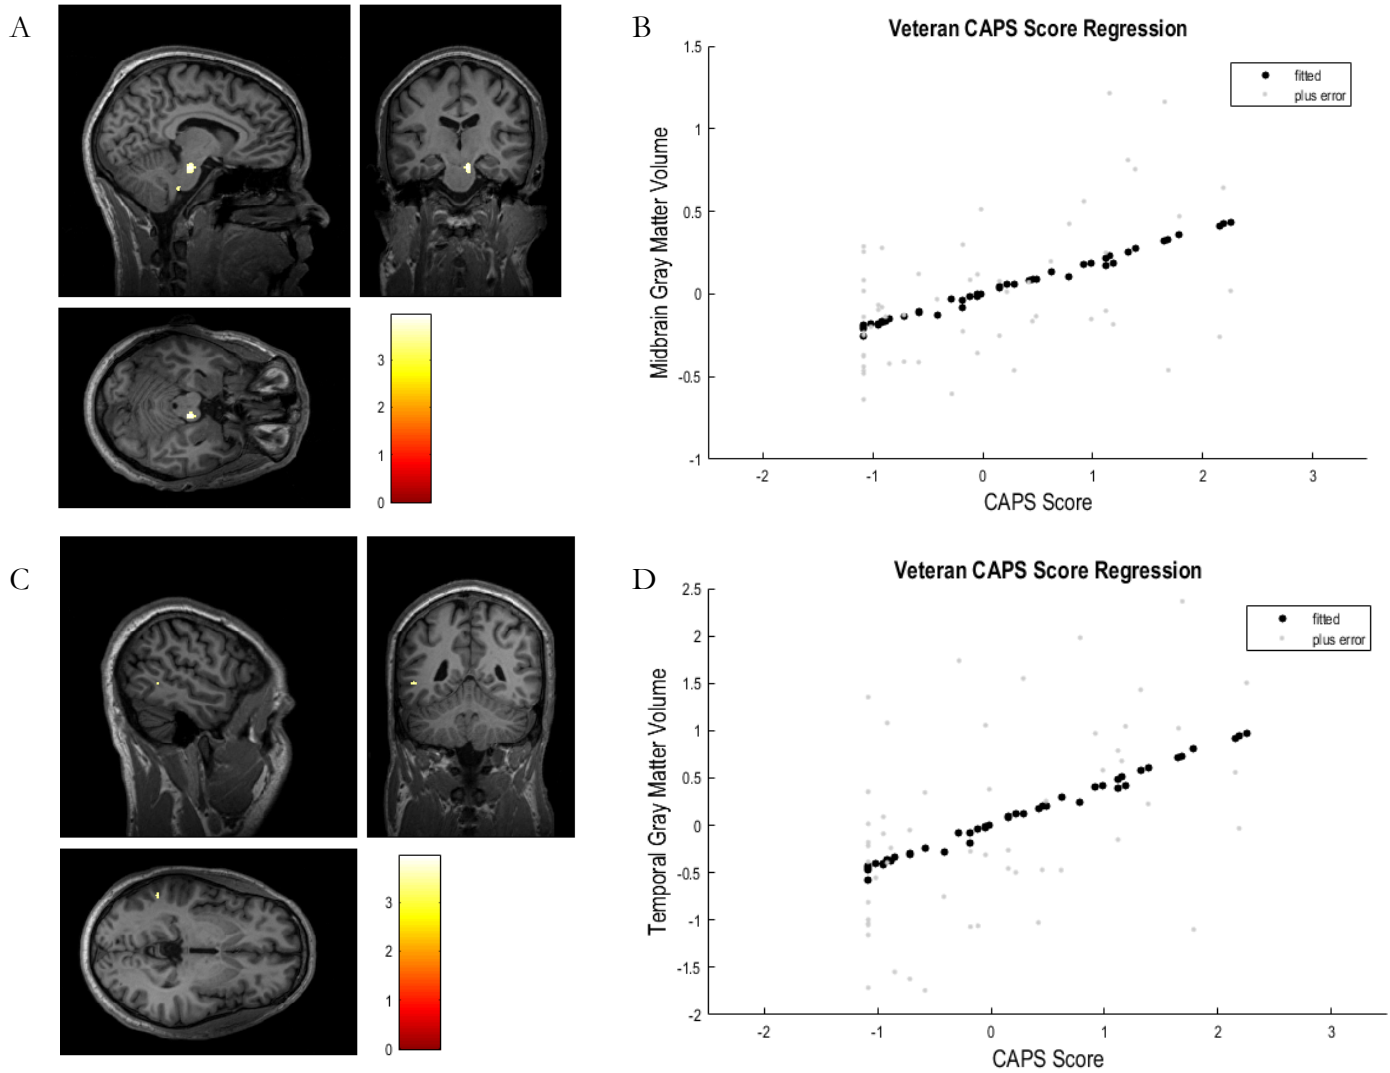 A
3
2
1
0
B
Veteran CAPS Score Regression
fitted
plus error
1.5
1
0.5
0
-0.5
-1
Midbrain Gray Matter Volume
-2
-1
0
1
2
3
CAPS Score
C
3
2
1
0
D
Veteran CAPS Score Regression
fitted
plus error
2.5
2
1.5
1
0.5
0
-0.5
-1
-1.5
-2
Temporal Gray Matter Volume
-2
-1
0
1
2
3
CAPS Score